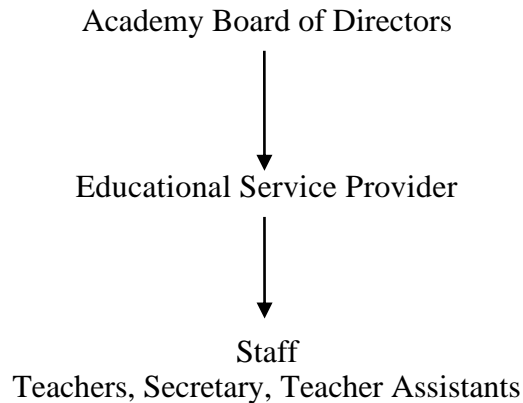 Academy Board of Directors
Educational Service Provider
Staff
Teachers, Secretary, Teacher Assistants